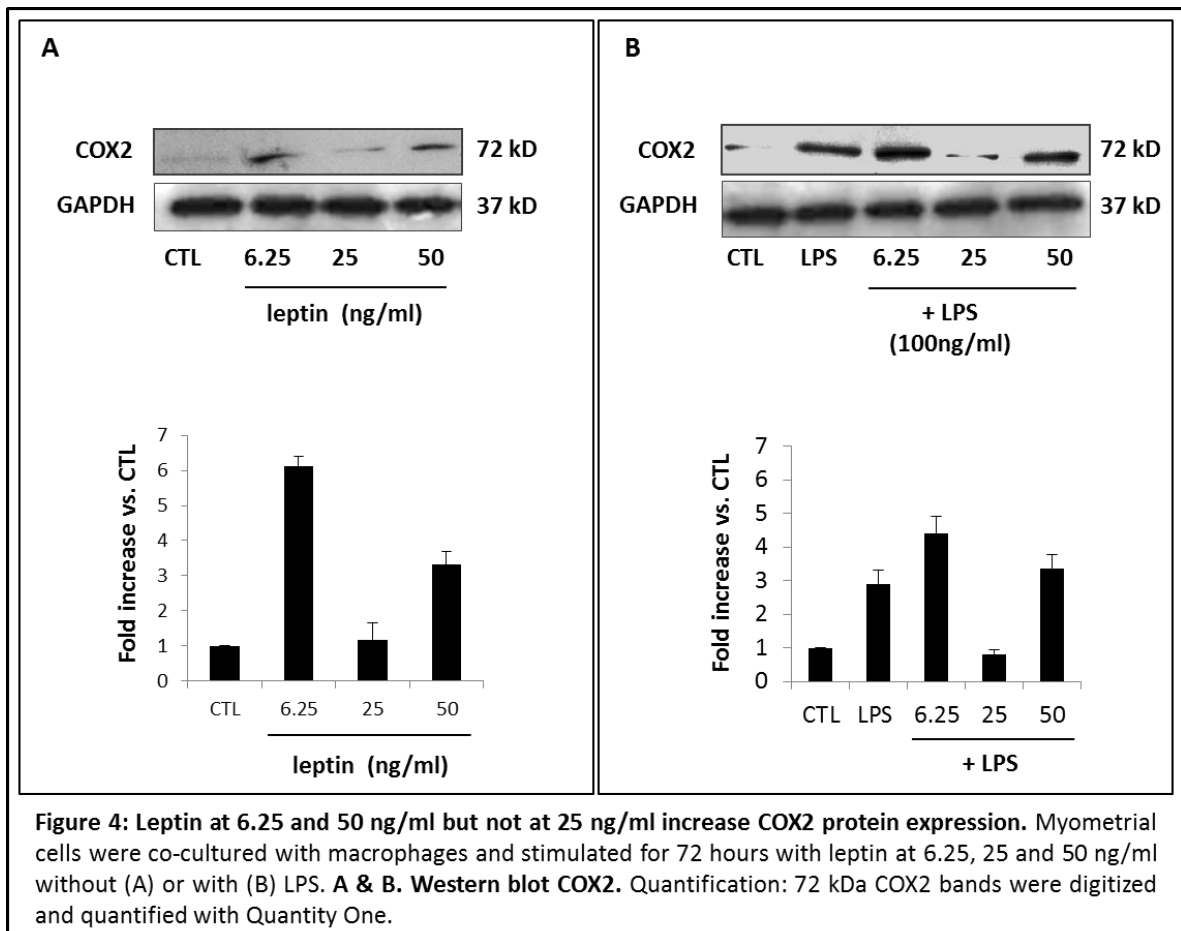 A
COX2
72 kD
GAPDH
37 kD
CTL 6.25 25 50
leptin (ng/ml)
Fold increase vs. CTL
7
6
5
4
3
2
1
0
CTL 6.25 25 50
leptin (ng/ml)
B
COX2
72 kD
GAPDH
37 kD
CTL LPS 6.25 25 50
+ LPS
(100ng/ml)
Fold increase vs. CTL
7
6
5
4
3
2
1
0
CTL LPS 6.25 25 50
+ LPS
Figure 4: Leptin at 6.25 and 50 ng/ml but not at 25 ng/ml increase COX2 protein expression. Myometrial
cells were co-cultured with macrophages and stimulated for 72 hours with leptin at 6.25, 25 and 50 ng/ml
without (A) or with (B) LPS. A & B. Western blot COX2. Quantification: 72 kDa COX2 bands were digitized
and quantified with Quantity One.